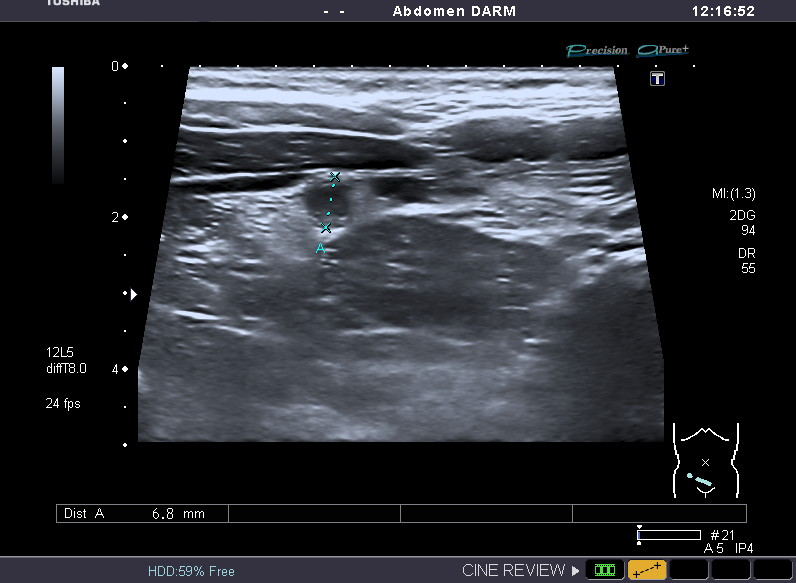 TOSHIBA
- - Abdomen DARM 12:16:52
Precision APure+
T
0
2
4
A
MI:(1.3)
2DG
94
DR
55
12L5
diffT8.0
24 fps
Dist A 6.8 mm
#21
A 5 IP4
HDD:59% Free
CINE REVIEW